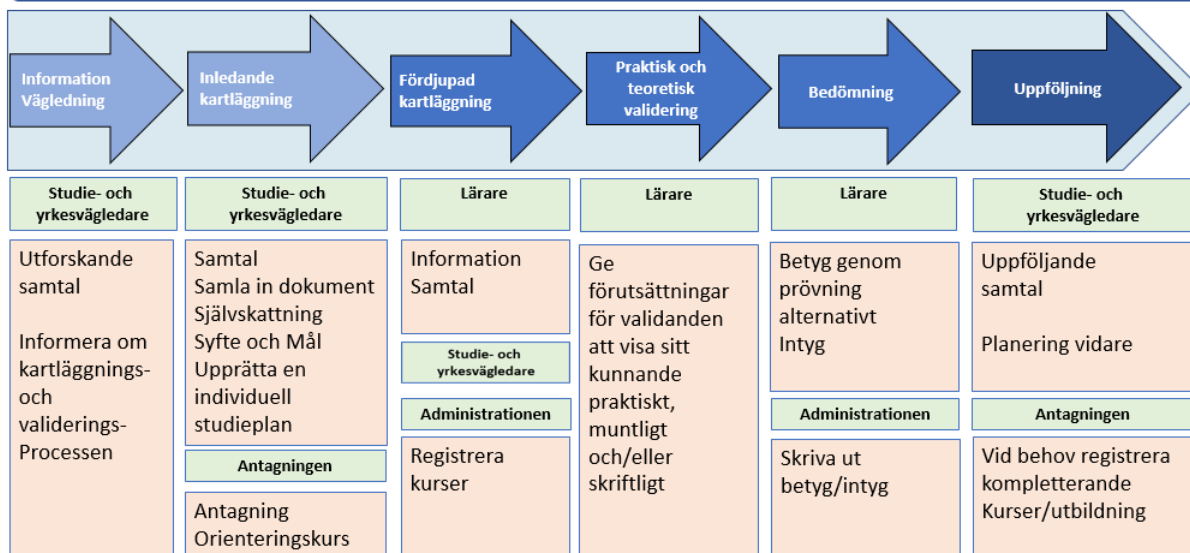 Information
Vägledning
Inledande
kartläggning
Fördjupad
kartläggning
Praktisk och
teoretisk
validering
Bedömning
Uppföljning
Studie- och
yrkesvägledare
Utforskande
samtal
Informera om
kartläggnings-
och
validerings-
Processen
Studie- och
yrkesvägledare
Samtal
Samla in dokument
Självskattning
Syfte och Mål
Upprätta en
individuell
studieplan
Antagningen
Antagning
Orienteringskurs
Lärare
Information
Samtal
Studie- och
yrkesvägledare
Administrationen
Registrera
kurser
Lärare
Ge
förutsättningar
för validanden
att visa sitt
kunnande
praktiskt,
muntligt
och/eller
skriftligt
Lärare
Betyg genom
prövning
alternativt
Intyg
Administrationen
Skriva ut
betyg/intyg
Studie- och
yrkesvägledare
Uppföljande
samtal
Planering vidare
Antagningen
Vid behov registrera
kompletterande
Kurser/utbildning